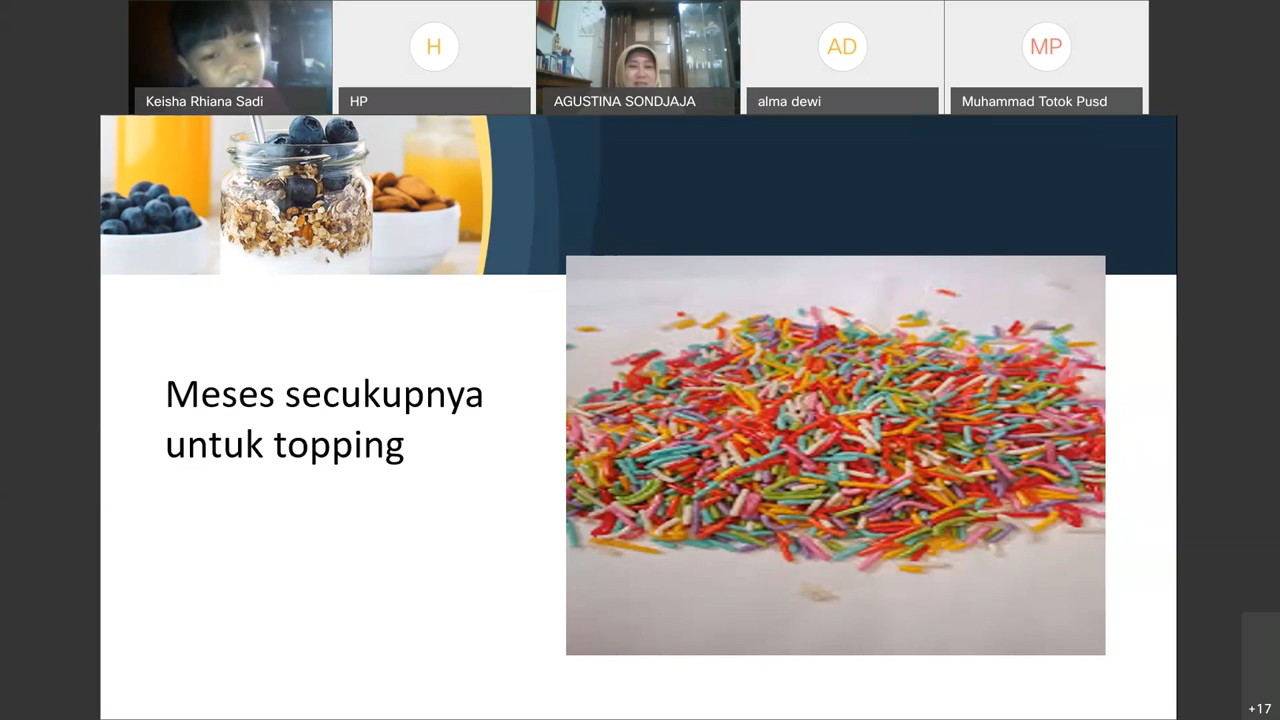 Keisha Rhiana Sadi
H
HP
AGUSTINA SONDJAJA
AD
alma dewi
MP
Muhammad Totok Pusd
Meses secukupnya
untuk topping
+17